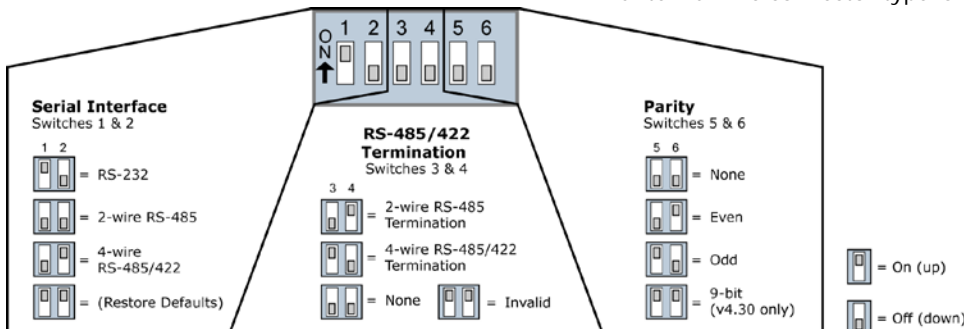 ON
1 2 3 4 5 6
Serial Interface
Switches 1 & 2
1 2
= RS-232
= 2-wire RS-485
= 4-wire
RS-485/422
= (Restore Defaults)
RS-485/422
Termination
Switches 3 & 4
3 4
= 2-wire RS-485
Termination
= 4-wire RS-485/422
Termination
= None
= Invalid
Parity
Switches 5 & 6
5 6
= None
= Even
= Odd
= 9-bit
(v4.30 only)
= On (up)
= Off (down)